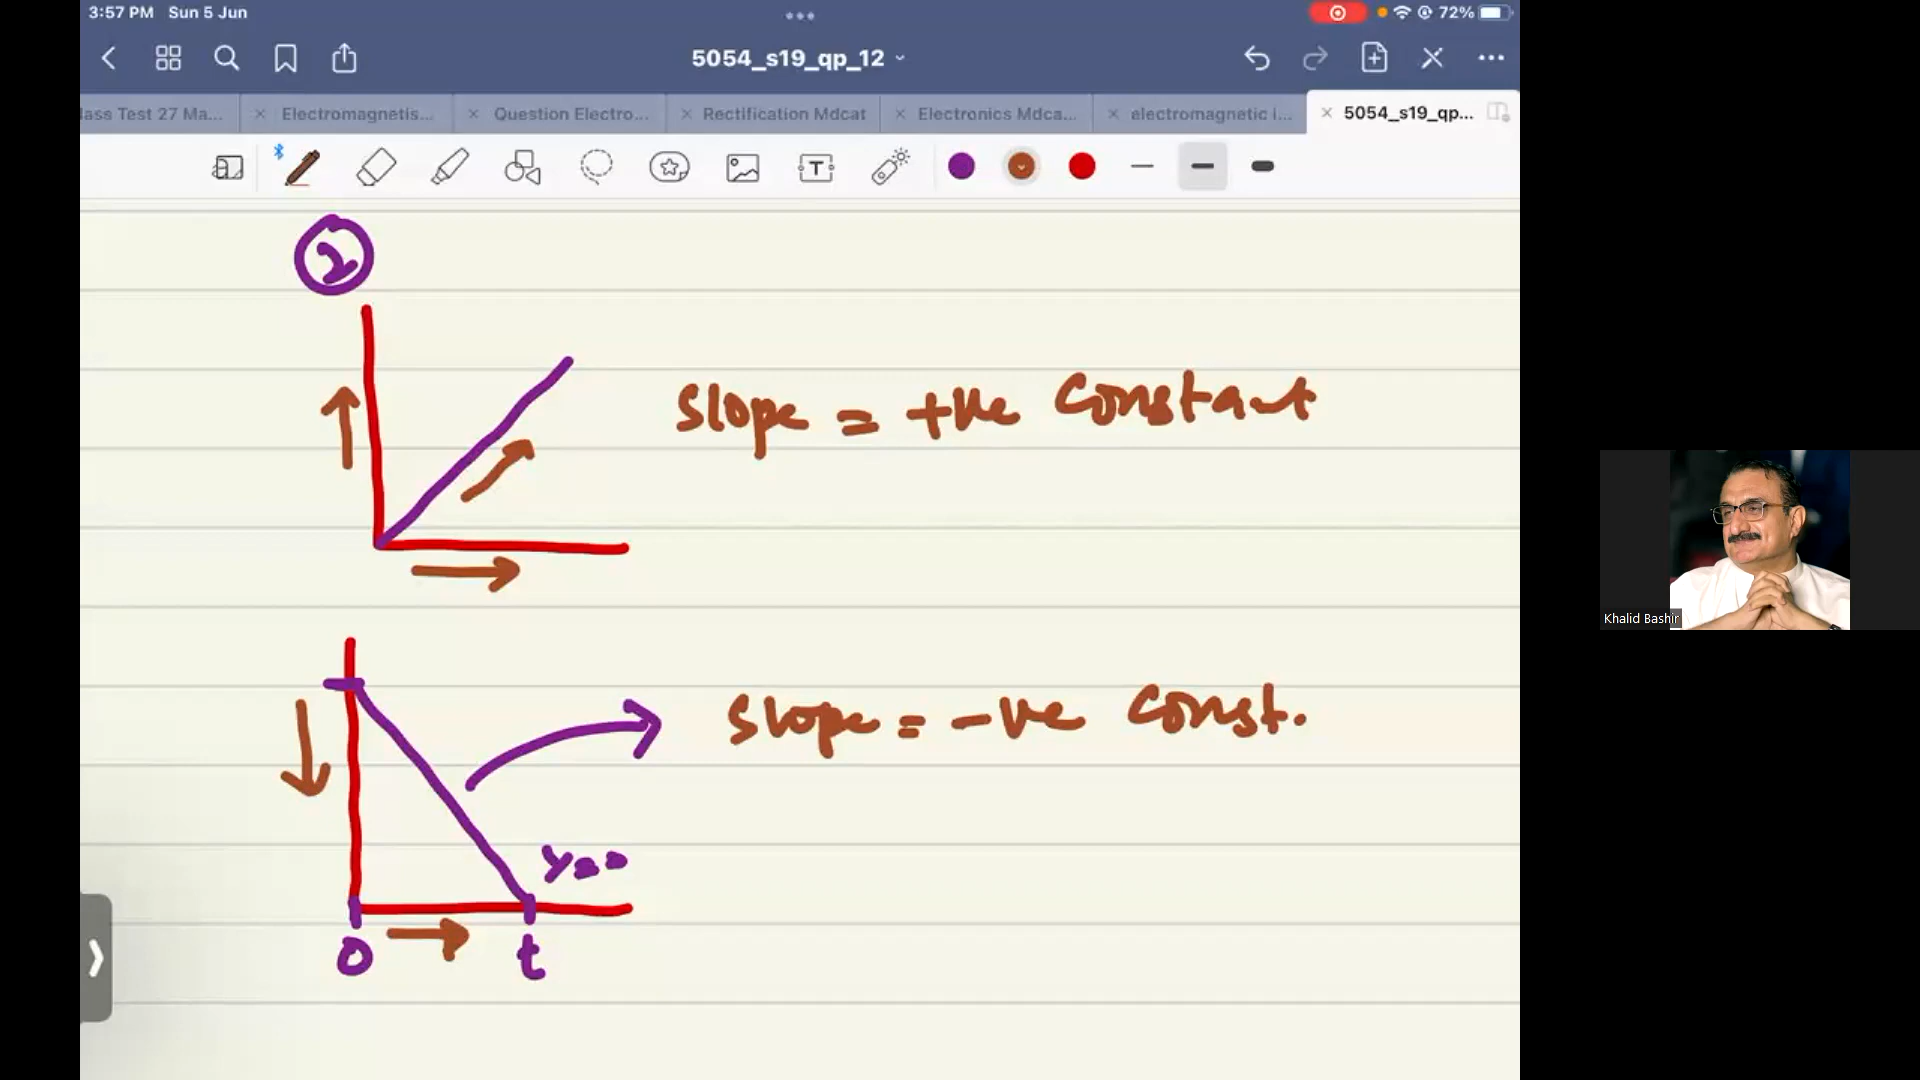 3:57 PM Sun 5 Jun
72%
5054_s19_qp_12
lass Test 27 Ma...
Electromagnetis...
Question Electro...
Rectification Mdcat
Electronics Mdca...
electromagnetic i...
5054_s19_qp...
T
2
slope = +ve constant
slope = -ve const.
y=0
0
t
Khalid Bashir